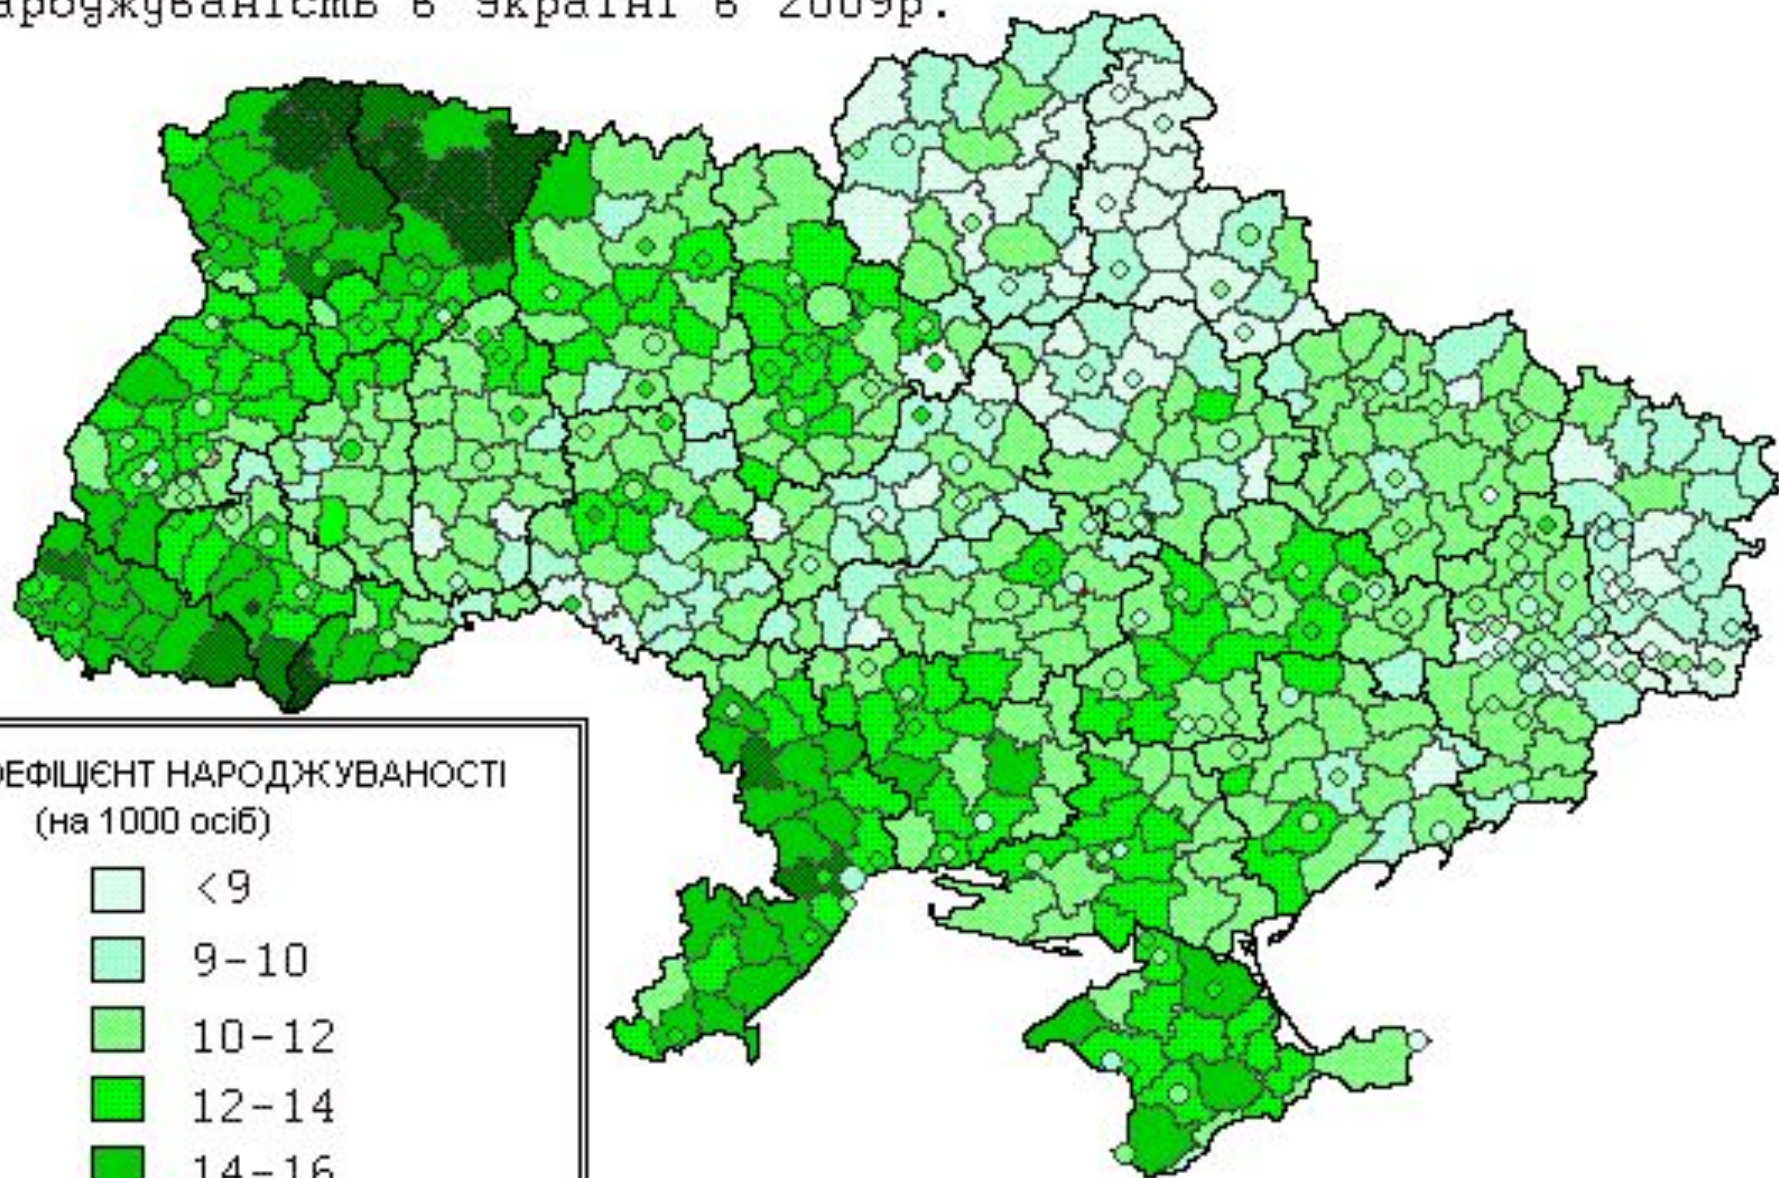 ароджуваність в Україні в 2009р.
ЕФІЦІЄНТ НАРОДЖУВАНОСТІ
(на 1000 осіб)
<9
9-10
10-12
12-14
14-16